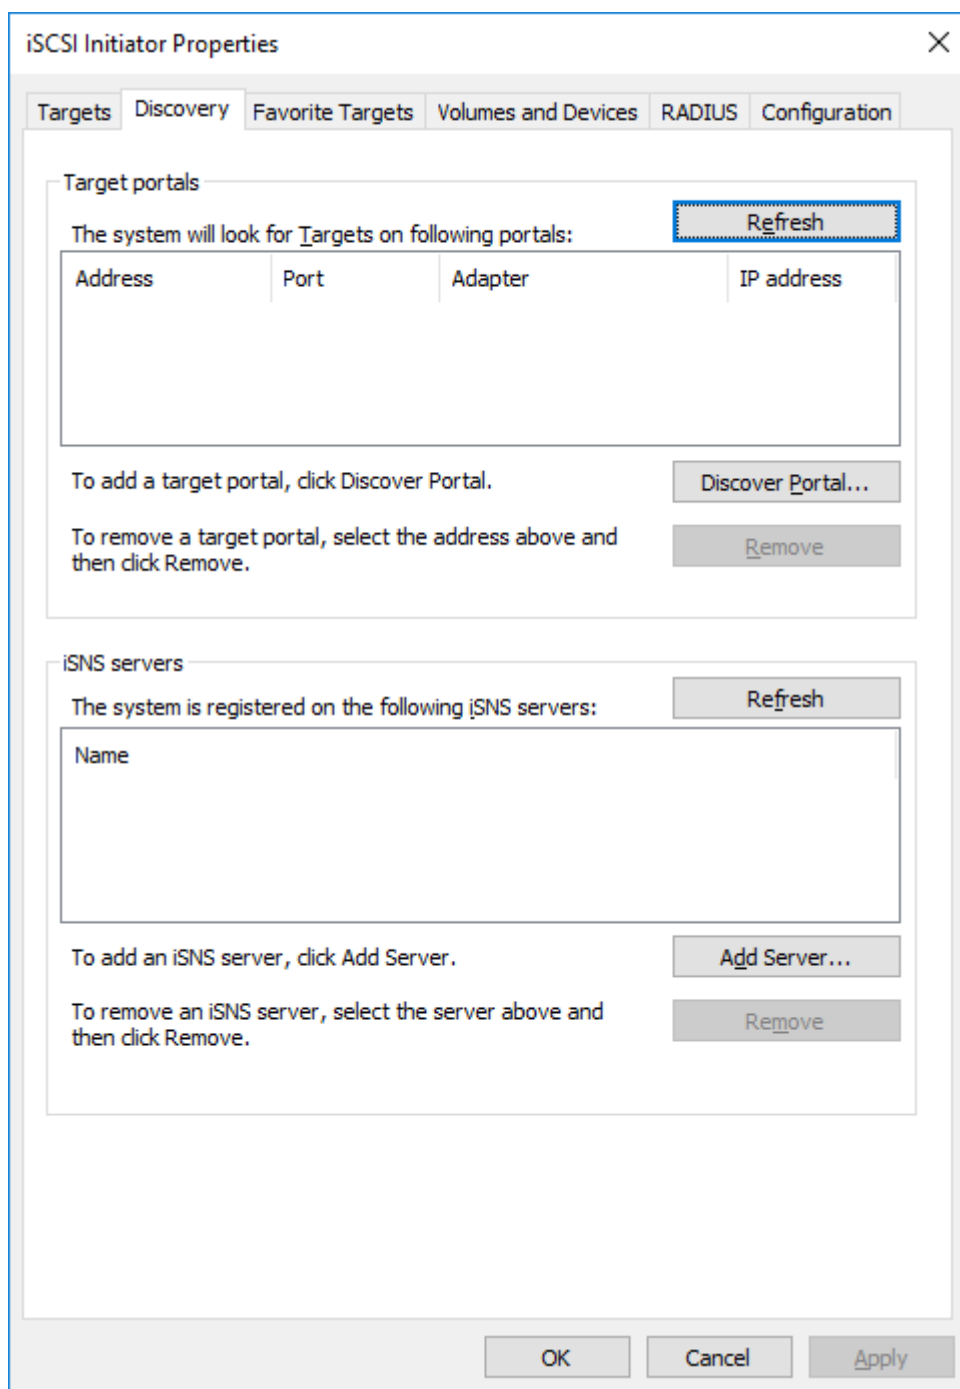 iSCSI Initiator Properties
Targets Discovery Favorite Targets Volumes and Devices RADIUS Configuration
Target portals
Refresh
The system will look for Targets on following portals:
Address Port Adapter IP address
To add a target portal, click Discover Portal.
Discover Portal...
To remove a target portal, select the address above and
then click Remove.
Remove
iSNS servers
Refresh
The system is registered on the following iSNS servers:
Name
To add an iSNS server, click Add Server.
Add Server...
To remove an iSNS server, select the server above and
then click Remove.
Remove
OK Cancel Apply